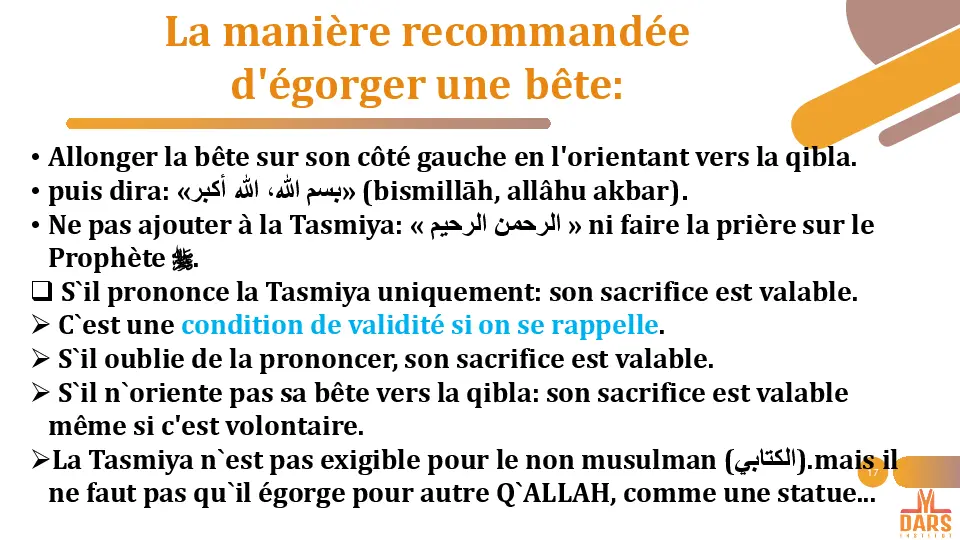 La manière recommandée
d'égorger une bête:
• Allonger la bête sur son côté gauche en l'orientant vers la qibla.
• puis dira: «بسم الله، الله أكبر» (bismillāh, allâhu akbar).
• Ne pas ajouter à la Tasmiya: « الرحمن الرحيم » ni faire la prière sur le
Prophète ﷺ.
❑ S`il prononce la Tasmiya uniquement: son sacrifice est valable.
➢ C`est une condition de validité si on se rappelle.
➢ S`il oublie de la prononcer, son sacrifice est valable.
➢ S`il n`oriente pas sa bête vers la qibla: son sacrifice est valable
même si c'est volontaire.
➢La Tasmiya n`est pas exigible pour le non musulman (الكتابي).mais il
ne faut pas qu`il égorge pour autre Q`ALLAH, comme une statue...
17
DARS